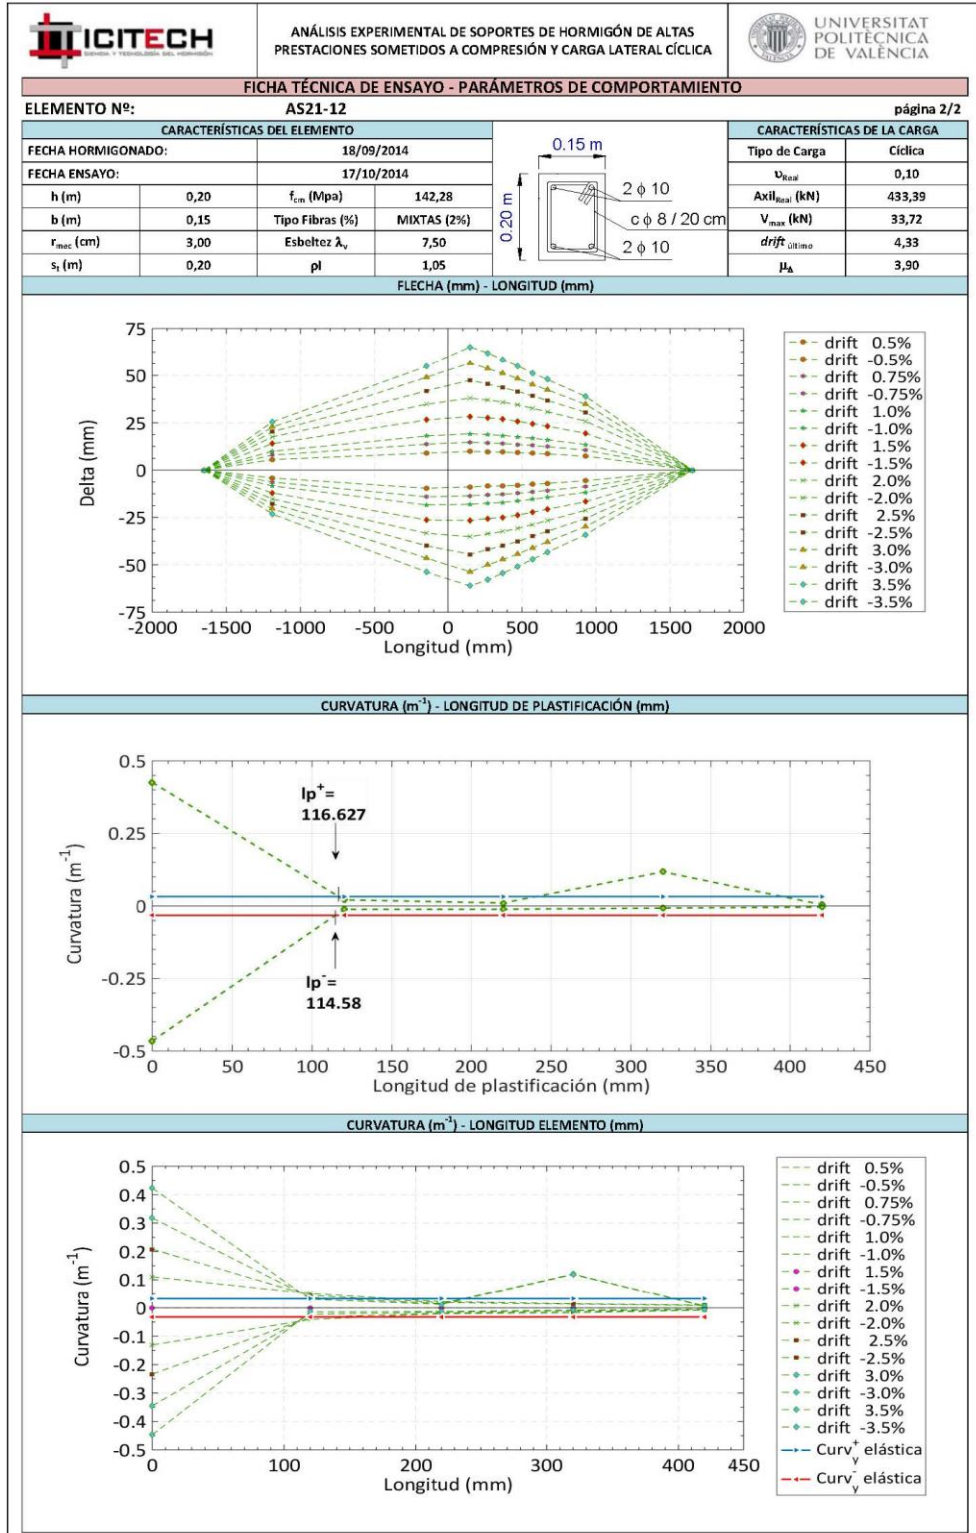 ICITECH
CIENCIA Y TECNOLOGÍA DEL HORMIGÓN
ANÁLISIS EXPERIMENTAL DE SOPORTES DE HORMIGÓN DE ALTAS
PRESTACIONES SOMETIDOS A COMPRESIÓN Y CARGA LATERAL CÍCLICA
UNIVERSITAT
POLITÈCNICA
DE VALÈNCIA
FICHA TÉCNICA DE ENSAYO - PARÁMETROS DE COMPORTAMIENTO
ELEMENTO Nº: AS21-12 página 2/2
CARACTERÍSTICAS DEL ELEMENTO
FECHA HORMIGONADO: 18/09/2014
FECHA ENSAYO: 17/10/2014
h (m) 0,20 fcm (Mpa) 142,28
b (m) 0,15 Tipo Fibras (%) MIXTAS (2%)
rmec (cm) 3,00 Esbeltez λv 7,50
st (m) 0,20 ρl 1,05
0.15 m
0.20 m
2 ϕ 10
c ϕ 8 / 20 cm
2 ϕ 10
CARACTERÍSTICAS DE LA CARGA
Tipo de Carga Cíclica
υReal 0,10
AxilReal (kN) 433,39
Vmax (kN) 33,72
drift último 4,33
μΔ 3,90
FLECHA (mm) - LONGITUD (mm)
75
50
25
0
-25
-50
-75
Delta (mm)
-2000 -1500 -1000 -500 0 500 1000 1500 2000
Longitud (mm)
drift 0.5%
drift -0.5%
drift 0.75%
drift -0.75%
drift 1.0%
drift -1.0%
drift 1.5%
drift -1.5%
drift 2.0%
drift -2.0%
drift 2.5%
drift -2.5%
drift 3.0%
drift -3.0%
drift 3.5%
drift -3.5%
CURVATURA (m-1) - LONGITUD DE PLASTIFICACIÓN (mm)
0.5
0.25
0
-0.25
-0.5
Curvatura (m-1)
lp+=
116.627
lp-=
114.58
0 50 100 150 200 250 300 350 400 450
Longitud de plastificación (mm)
CURVATURA (m-1) - LONGITUD ELEMENTO (mm)
0.5
0.4
0.3
0.2
0.1
0
-0.1
-0.2
-0.3
-0.4
-0.5
Curvatura (m-1)
0 100 200 300 400 450
Longitud (mm)
drift 0.5%
drift -0.5%
drift 0.75%
drift -0.75%
drift 1.0%
drift -1.0%
drift 1.5%
drift -1.5%
drift 2.0%
drift -2.0%
drift 2.5%
drift -2.5%
drift 3.0%
drift -3.0%
drift 3.5%
drift -3.5%
Curv+y elástica
Curv-y elástica